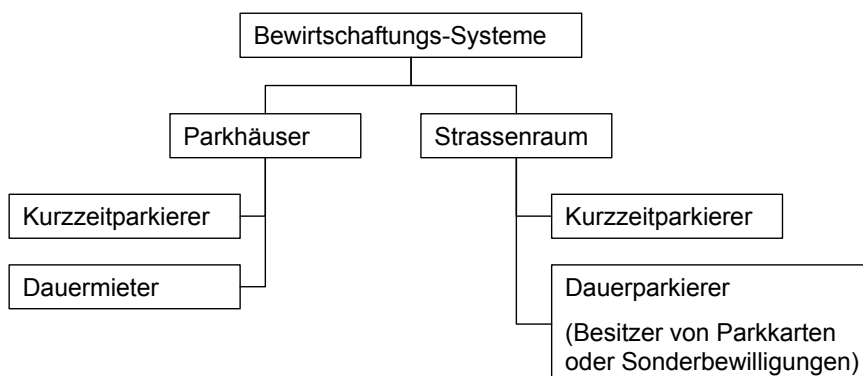 Bewirtschaftungs-Systeme
Parkhäuser
Strassenraum
Kurzzeitparkierer
Kurzzeitparkierer
Dauermieter
Dauerparkierer
(Besitzer von Parkkarten
oder Sonderbewilligungen)